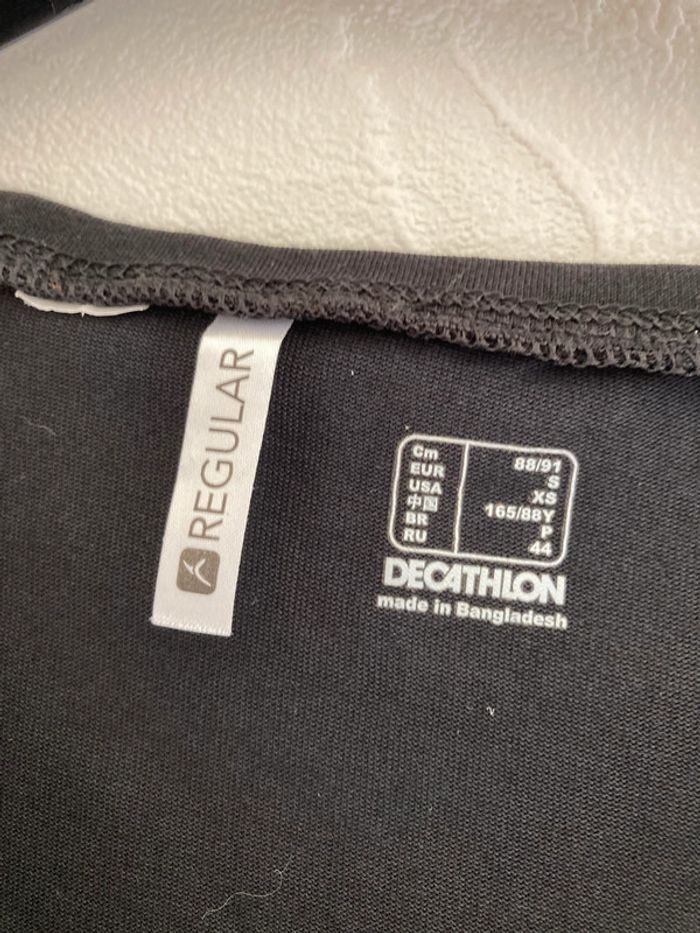 REGULAR
Cm 88/91
EUR S
USA XS
中国 165/88Y
BR P
RU 44
DECATHLON
made in Bangladesh